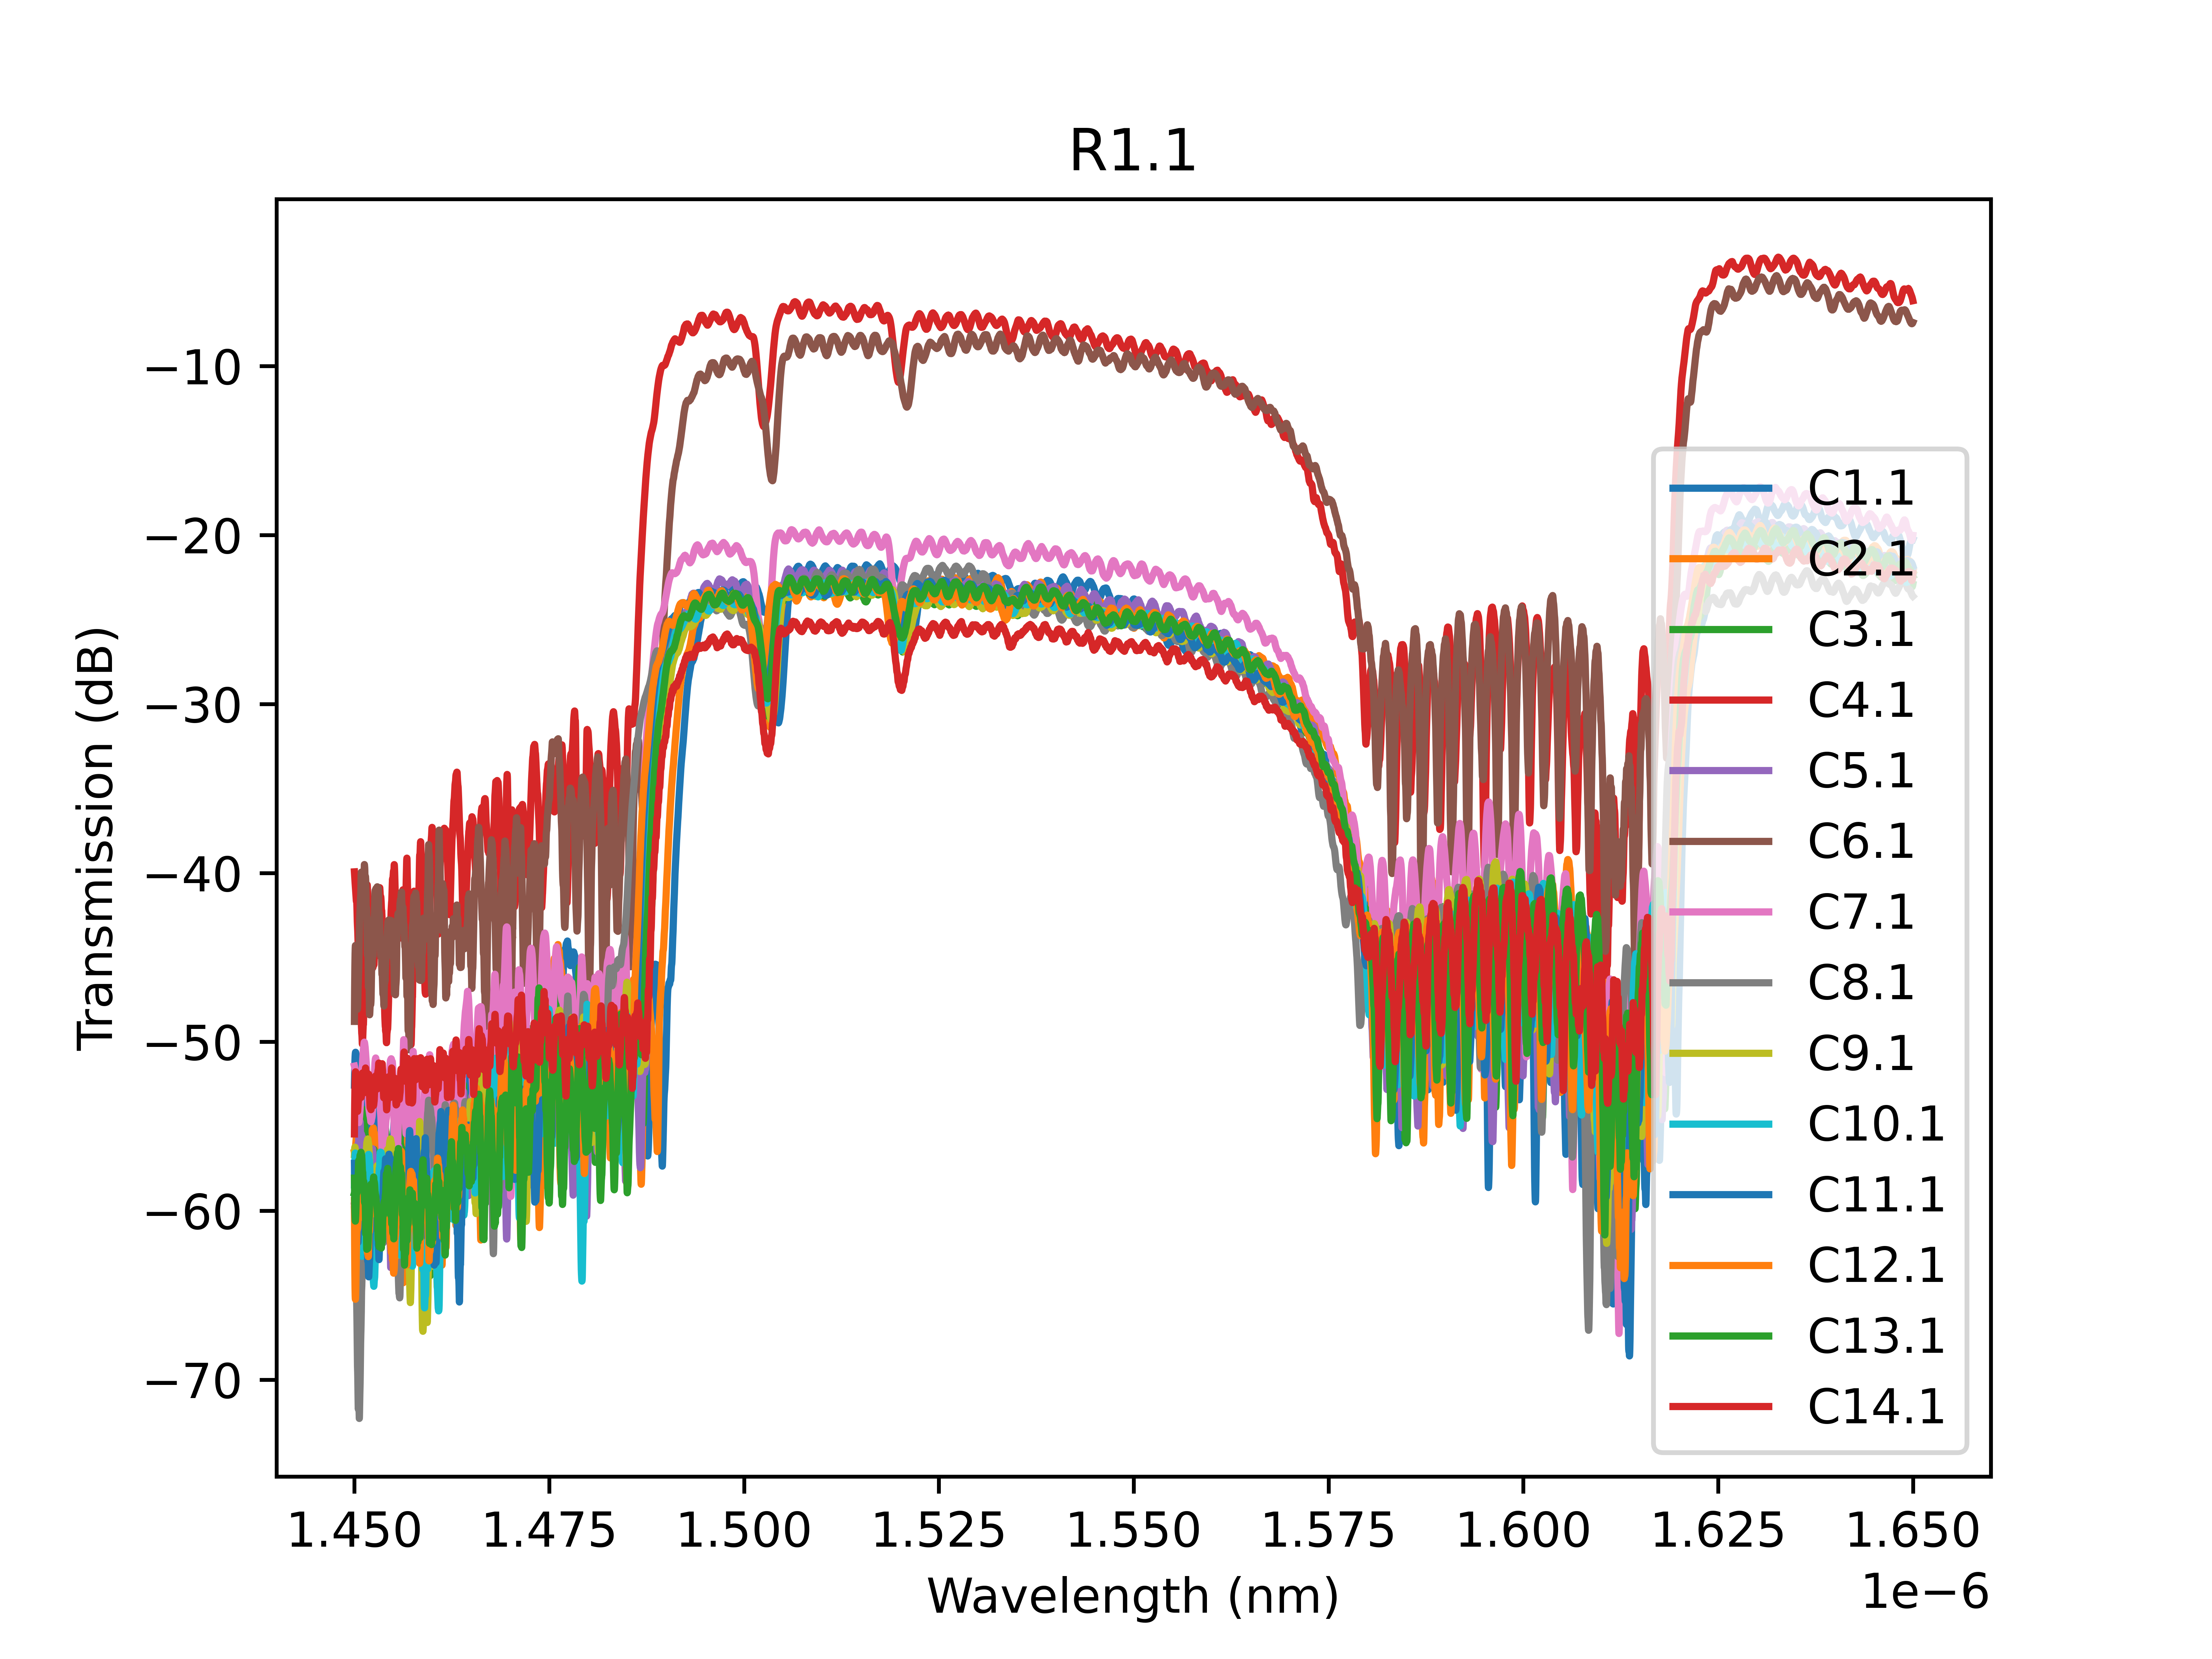 R1.1
Transmission (dB)
−10
−20
−30
−40
−50
−60
−70
C1.1
C2.1
C3.1
C4.1
C5.1
C6.1
C7.1
C8.1
C9.1
C10.1
C11.1
C12.1
C13.1
C14.1
1.450 1.475 1.500 1.525 1.550 1.575 1.600 1.625 1.650
Wavelength (nm)
1e−6